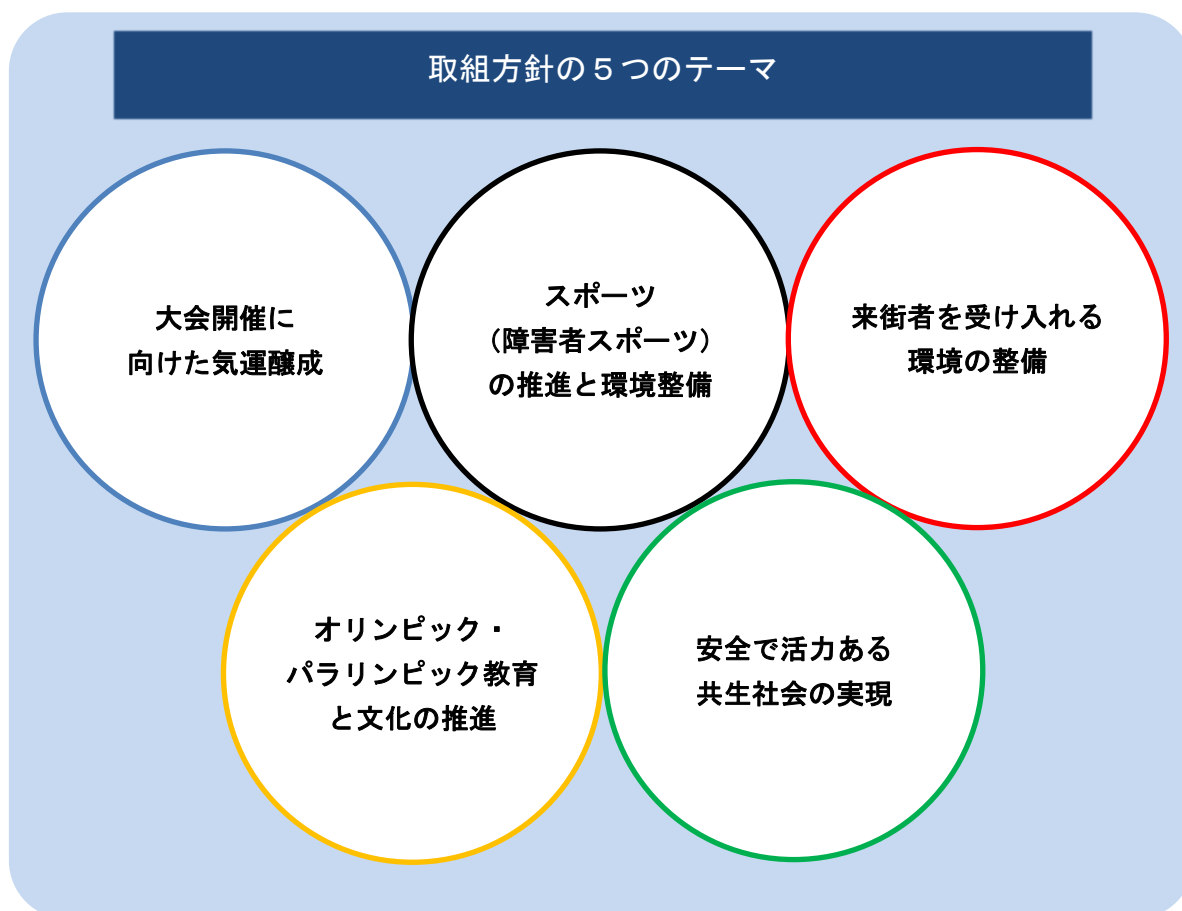 取組方針の５つのテーマ
大会開催に
向けた気運醸成
スポーツ
（障害者スポーツ）
の推進と環境整備
来街者を受け入れる
環境の整備
オリンピック・
パラリンピック教育
と文化の推進
安全で活力ある
共生社会の実現